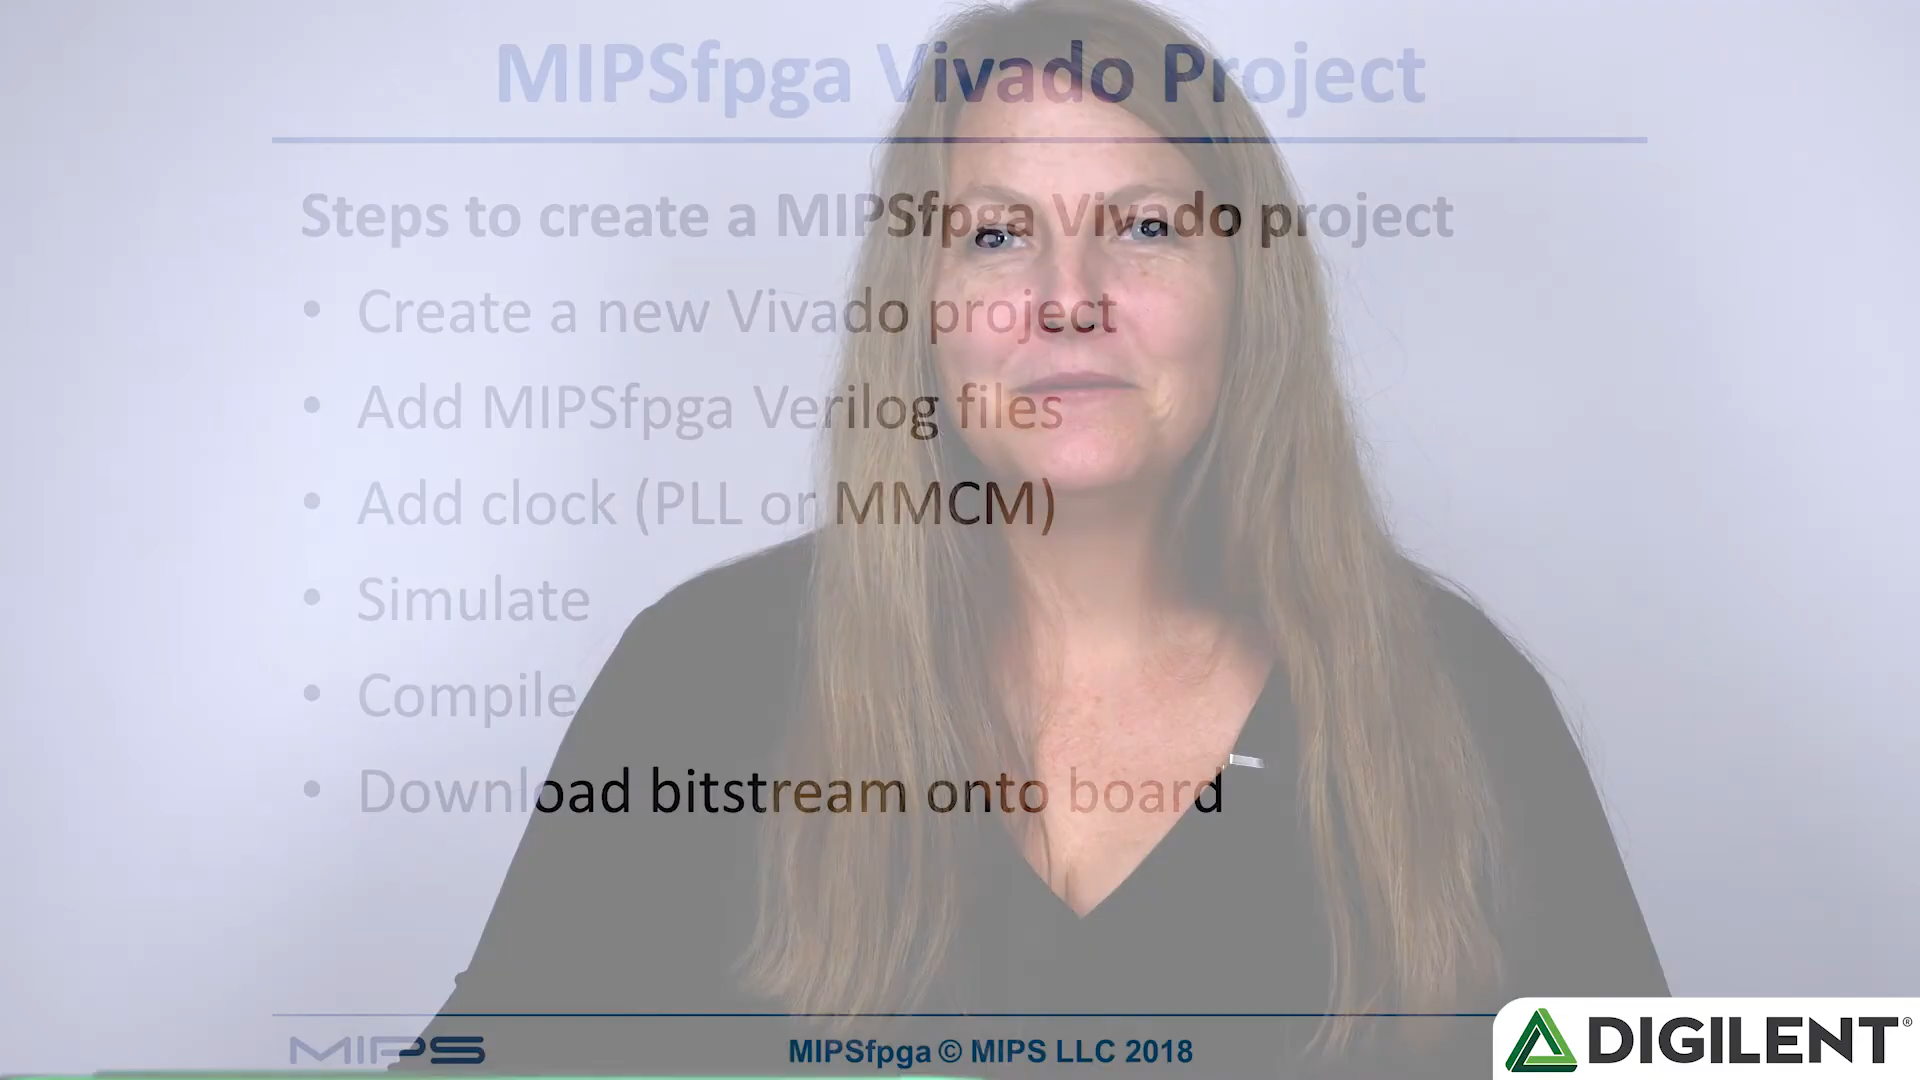 MIPSfpga Vivado Project
Steps to create a MIPSfpga Vivado project
• Create a new Vivado project
• Add MIPSfpga Verilog files
• Add clock (PLL or MMCM)
• Simulate
• Compile
• Download bitstream onto board
MIPS
MIPSfpga © MIPS LLC 2018
DIGILENT®